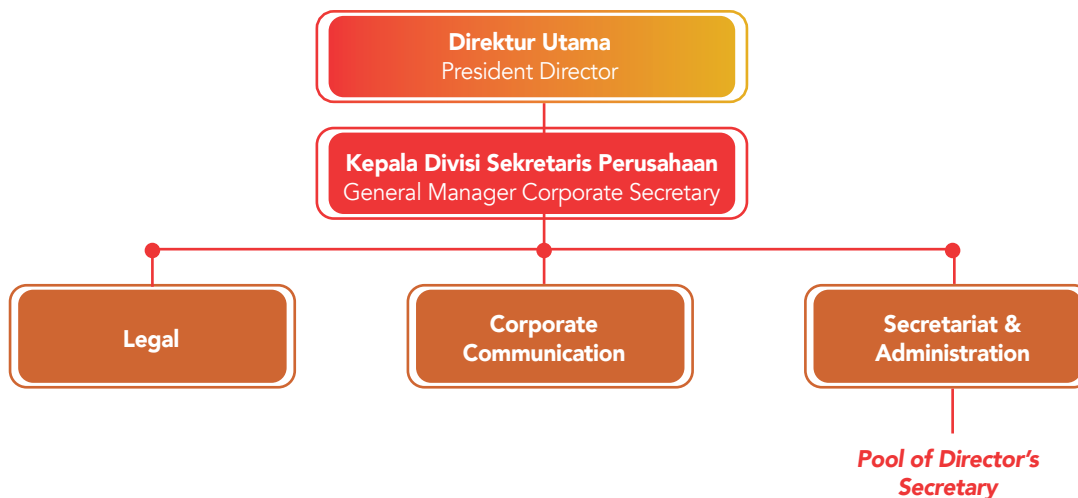 Direktur Utama
President Director
Kepala Divisi Sekretaris Perusahaan
General Manager Corporate Secretary
Legal
Corporate
Communication
Secretariat &
Administration
Pool of Director’s
Secretary